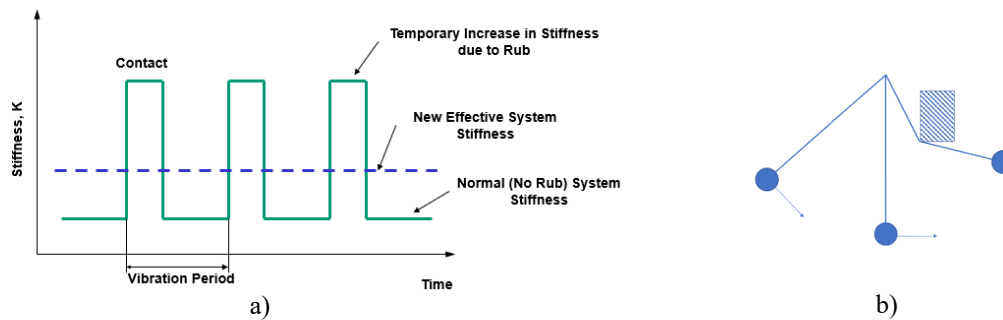 Temporary Increase in Stiffness
due to Rub
Contact
New Effective System
Stiffness
Stiffness, K
Normal (No Rub) System
Stiffness
Vibration Period
Time
a)
b)